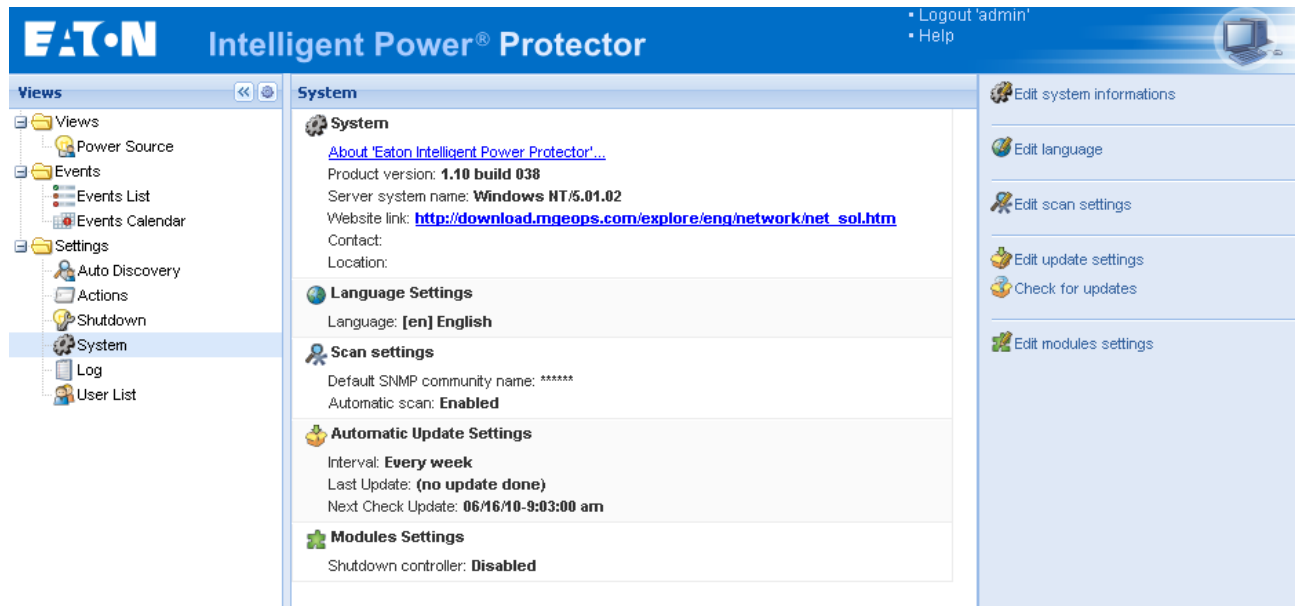 EATON Intelligent Power® Protector
▪ Logout 'admin'
▪ Help
Views
Views
Power Source
Events
Events List
Events Calendar
Settings
Auto Discovery
Actions
Shutdown
System
Log
User List
System
System
About 'Eaton Intelligent Power Protector'...
Product version: 1.10 build 038
Server system name: Windows NT/5.01.02
Website link: http://download.mgeops.com/explore/eng/network/net_sol.htm
Contact:
Location:
Language Settings
Language: [en] English
Scan settings
Default SNMP community name: ******
Automatic scan: Enabled
Automatic Update Settings
Interval: Every week
Last Update: (no update done)
Next Check Update: 06/16/10-9:03:00 am
Modules Settings
Shutdown controller: Disabled
Edit system informations
Edit language
Edit scan settings
Edit update settings
Check for updates
Edit modules settings